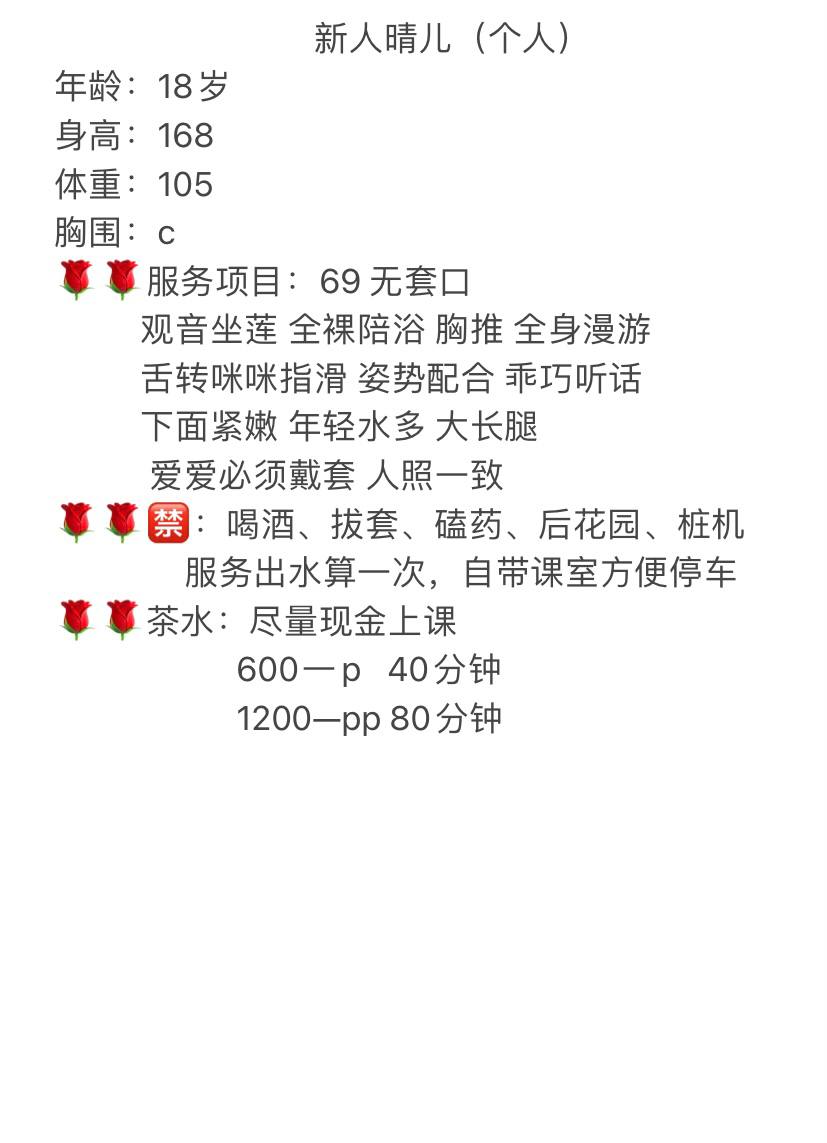 新人晴儿（个人）
年龄：18岁
身高：168
体重：105
胸围：c
🌹🌹服务项目：69 无套口
观音坐莲 全裸陪浴 胸推 全身漫游
舌转咪咪指滑 姿势配合 乖巧听话
下面紧嫩 年轻水多 大长腿
爱爱必须戴套 人照一致
🌹🌹🈲：喝酒、拔套、磕药、后花园、桩机
服务出水算一次，自带课室方便停车
🌹🌹茶水：尽量现金上课
600一p 40分钟
1200—pp 80分钟